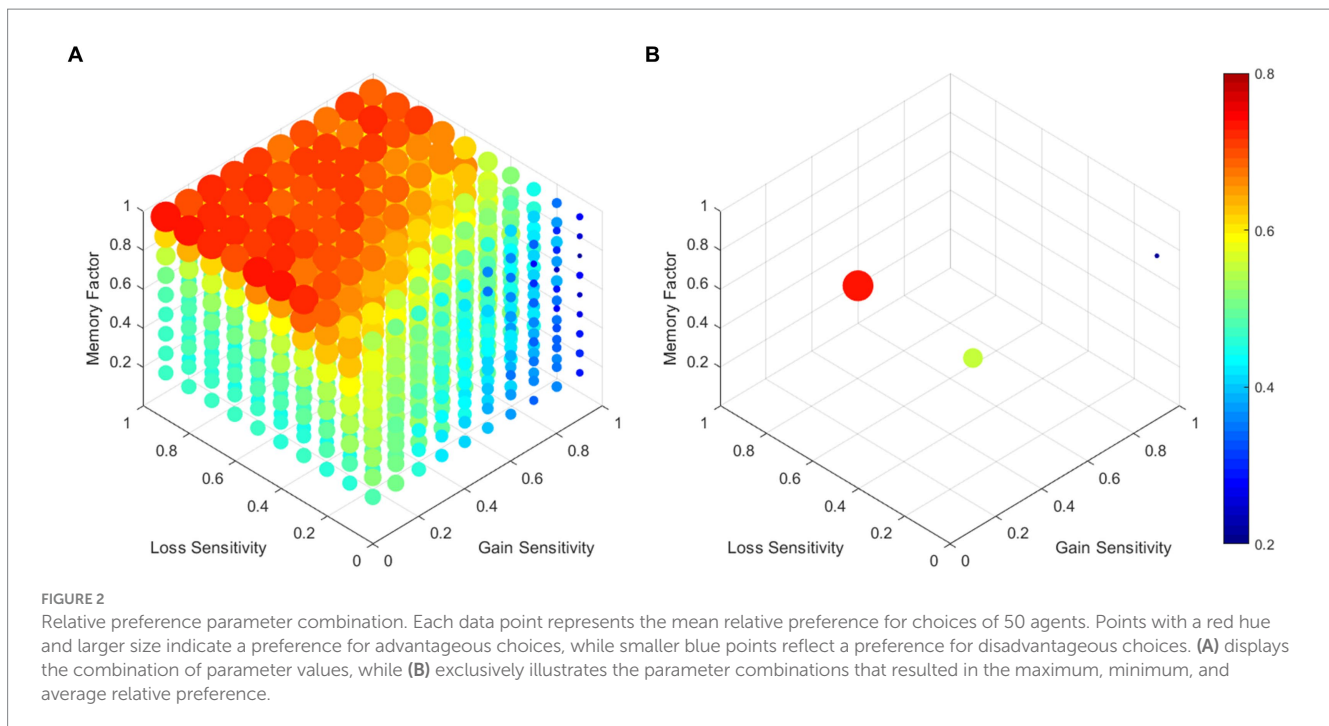 A
B
1
0.8
0.6
0.4
0.2
Memory Factor
1
0.8
0.6
0.4
0.2
0
Loss Sensitivity
0
0.2
0.4
0.6
0.8
1
Gain Sensitivity
1
0.8
0.6
0.4
0.2
Memory Factor
1
0.8
0.6
0.4
0.2
0
Loss Sensitivity
0
0.2
0.4
0.6
0.8
1
Gain Sensitivity
0.8
0.6
0.4
0.2
FIGURE 2
Relative preference parameter combination. Each data point represents the mean relative preference for choices of 50 agents. Points with a red hue
and larger size indicate a preference for advantageous choices, while smaller blue points reflect a preference for disadvantageous choices. (A) displays
the combination of parameter values, while (B) exclusively illustrates the parameter combinations that resulted in the maximum, minimum, and
average relative preference.